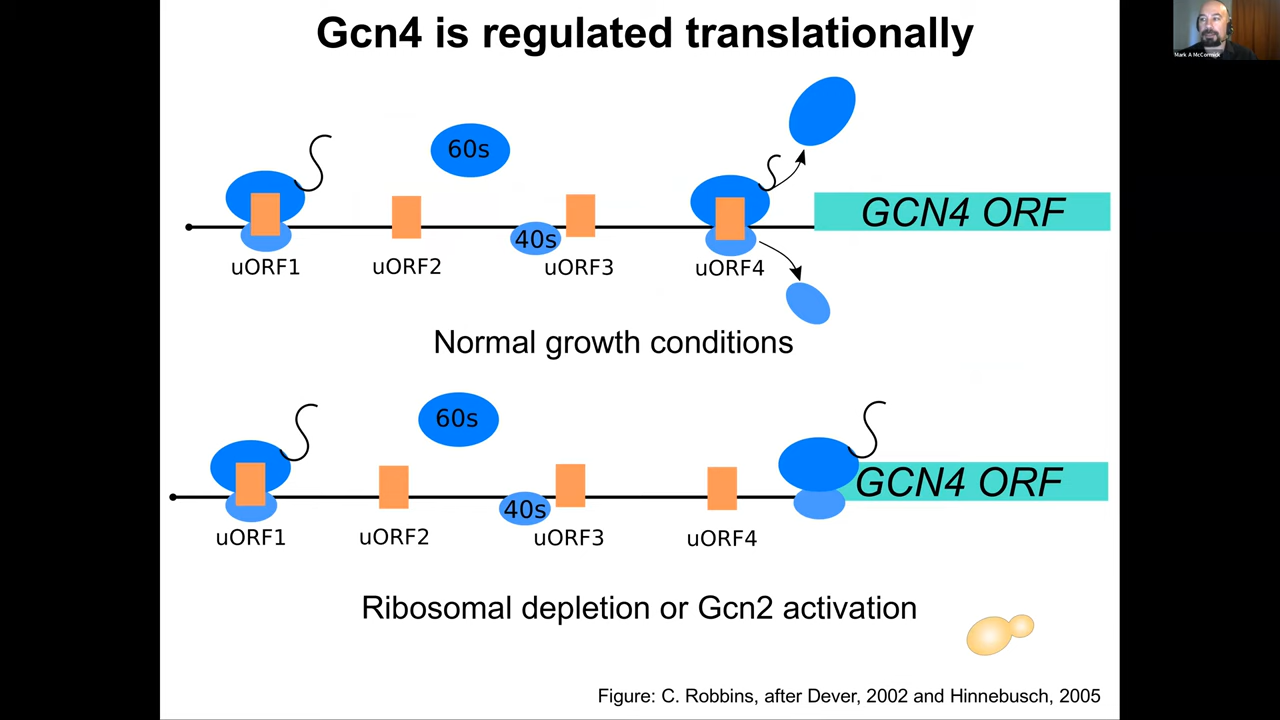 Gcn4 is regulated translationally
Mark A McCormick
60s
GCN4 ORF
40s
uORF1 uORF2 uORF3 uORF4
Normal growth conditions
60s
GCN4 ORF
40s
uORF1 uORF2 uORF3 uORF4
Ribosomal depletion or Gcn2 activation
Figure: C. Robbins, after Dever, 2002 and Hinnebusch, 2005